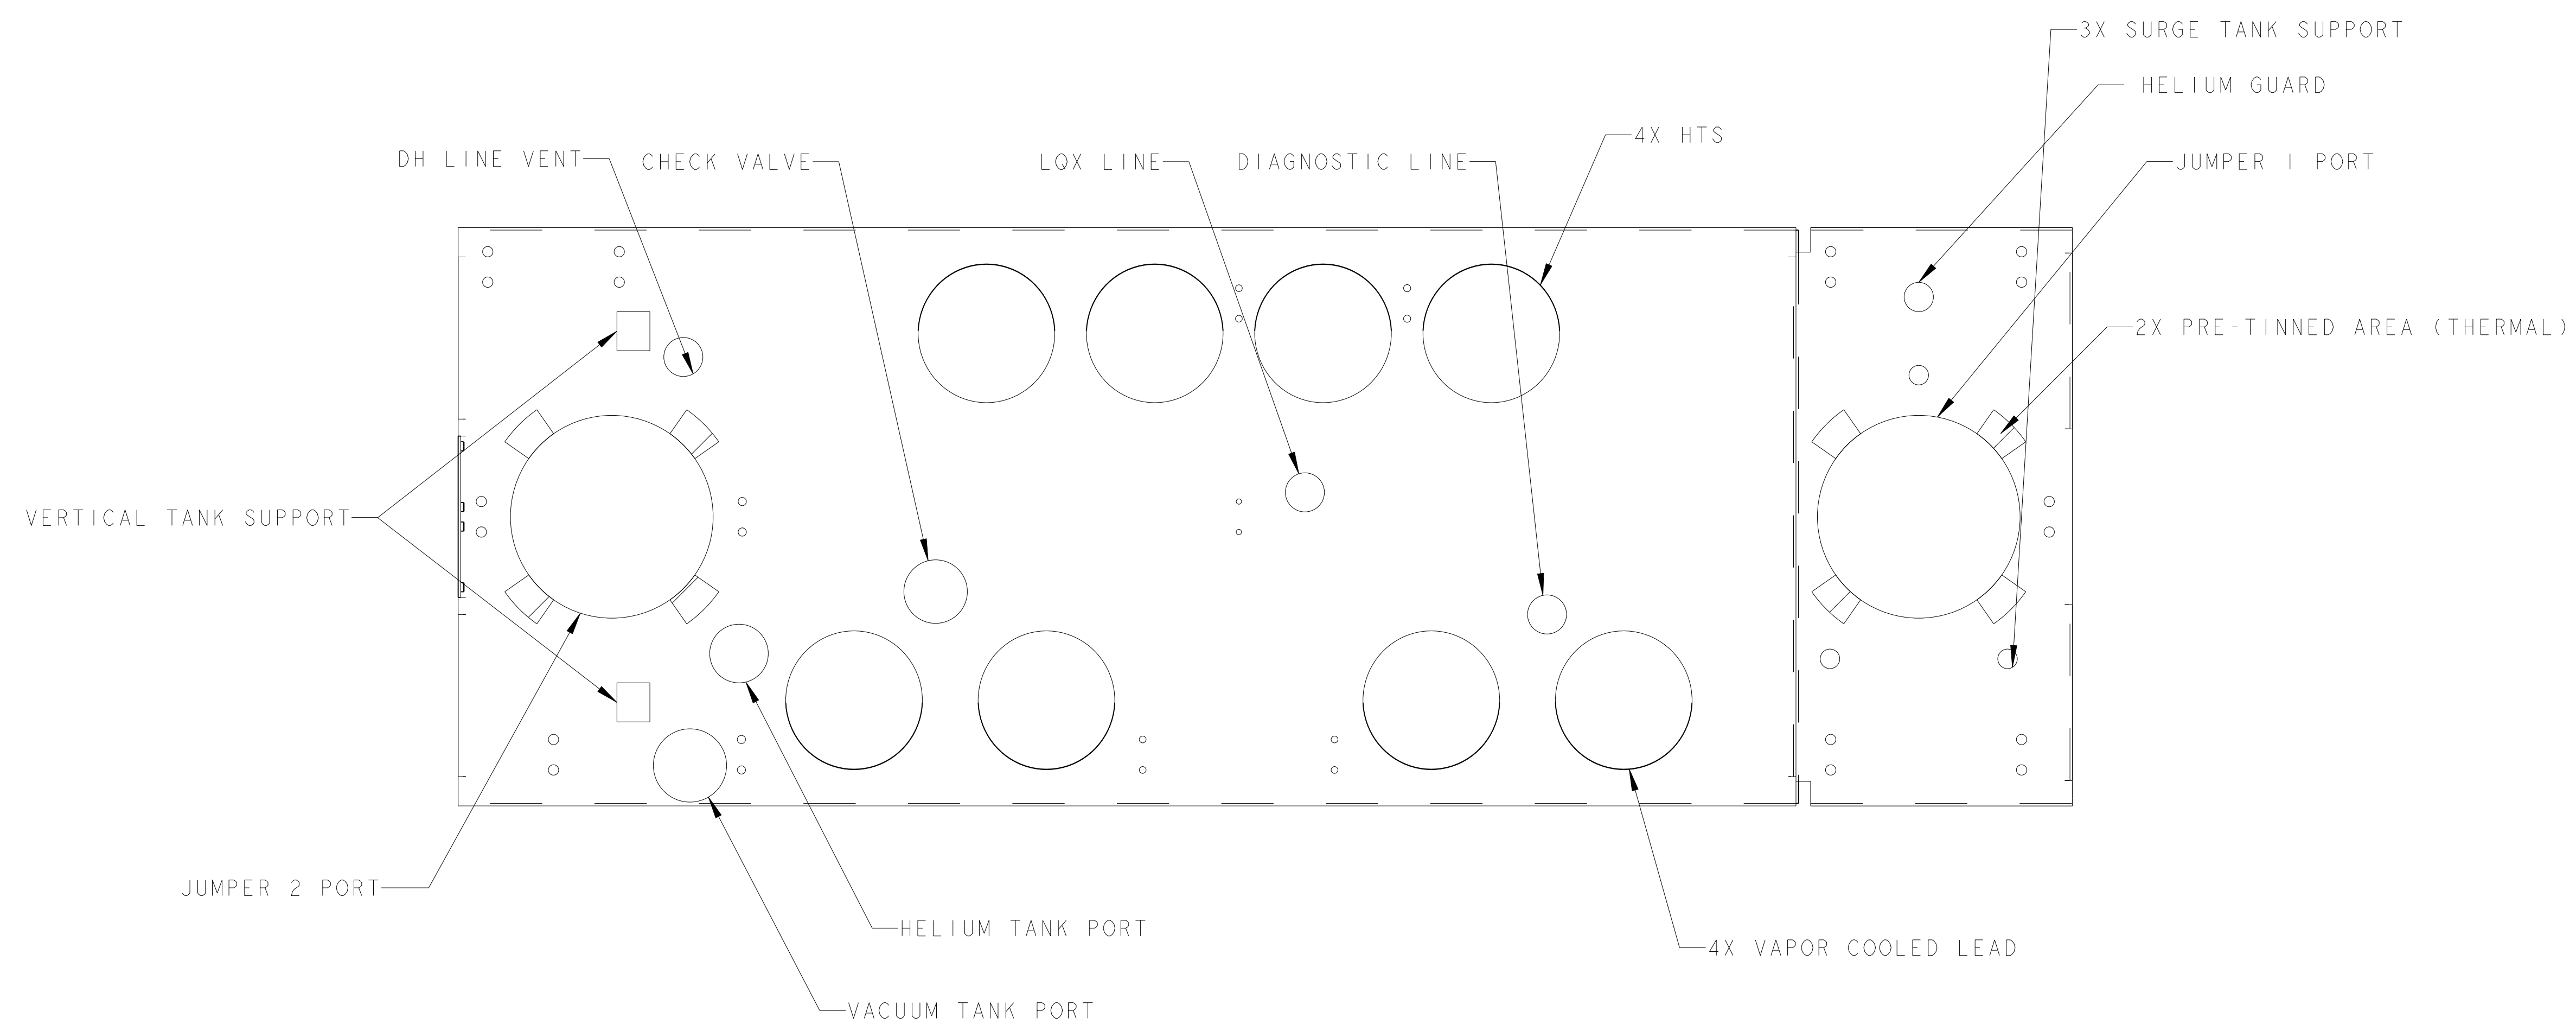 3X SURGE TANK SUPPORT
HELIUM GUARD
4X HTS
DH LINE VENT
CHECK VALVE
LQX LINE
DIAGNOSTIC LINE
JUMPER 1 PORT
2X PRE-TINNED AREA (THERMAL)
VERTICAL TANK SUPPORT
JUMPER 2 PORT
HELIUM TANK PORT
4X VAPOR COOLED LEAD
VACUUM TANK PORT